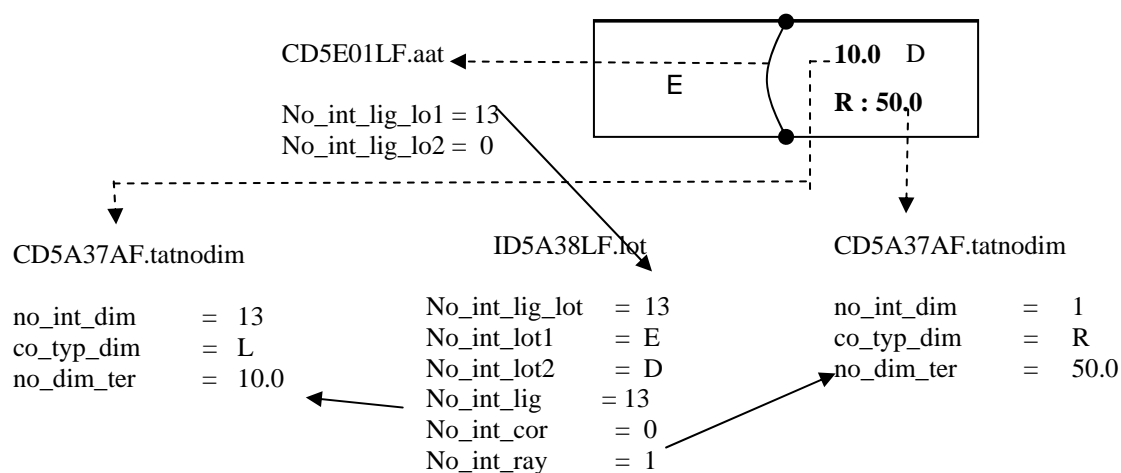 CD5E01LF.aat
No_int_lig_lo1 = 13
No_int_lig_lo2 = 0
E
10.0 D
R : 50.0
CD5A37AF.tatnodim
no_int_dim = 13
co_typ_dim = L
no_dim_ter = 10.0
ID5A38LF.lot
No_int_lig_lot = 13
No_int_lot1 = E
No_int_lot2 = D
No_int_lig = 13
No_int_cor = 0
No_int_ray = 1
CD5A37AF.tatnodim
no_int_dim = 1
co_typ_dim = R
no_dim_ter = 50.0